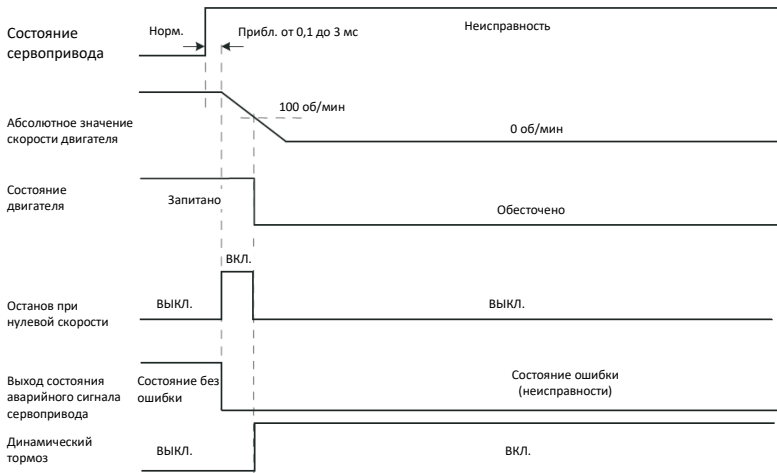 Состояние
сервопривода
Норм.
Прибл. от 0,1 до 3 мс
Неисправность
Абсолютное значение
скорости двигателя
100 об/мин
0 об/мин
Состояние
двигателя
Запитано
Обесточено
Останов при
нулевой скорости
ВЫКЛ.
ВКЛ.
ВЫКЛ.
Выход состояния
аварийного сигнала
сервопривода
Состояние без
ошибки
Состояние ошибки
(неисправности)
Динамический
тормоз
ВЫКЛ.
ВКЛ.